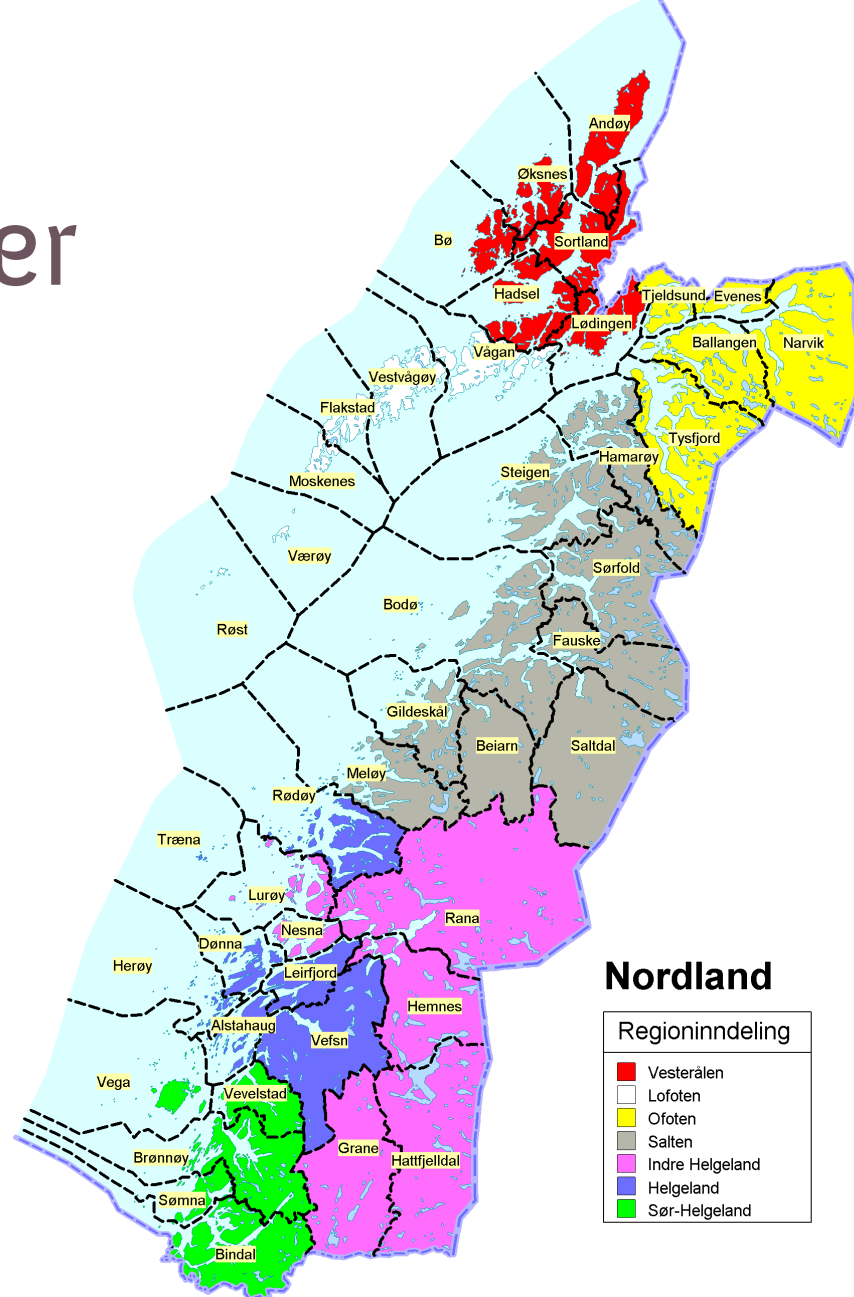 er
Andøy
Øksnes
Bø
Sortland
Hadsel
Tjeldsund
Evenes
Lødingen
Vågan
Ballangen
Narvik
Vestvågøy
Flakstad
Tysfjord
Moskenes
Steigen
Hamarøy
Værøy
Sørfold
Bodø
Røst
Fauske
Gildeskål
Beiarn
Saltdal
Meløy
Rødøy
Træna
Lurøy
Rana
Nesna
Dønna
Herøy
Leirfjord
Hemnes
Alstahaug
Vefsn
Vega
Vevelstad
Brønnøy
Grane
Hattfjelldal
Sømna
Bindal
Nordland
Regioninndeling
Vesterålen
Lofoten
Ofoten
Salten
Indre Helgeland
Helgeland
Sør-Helgeland